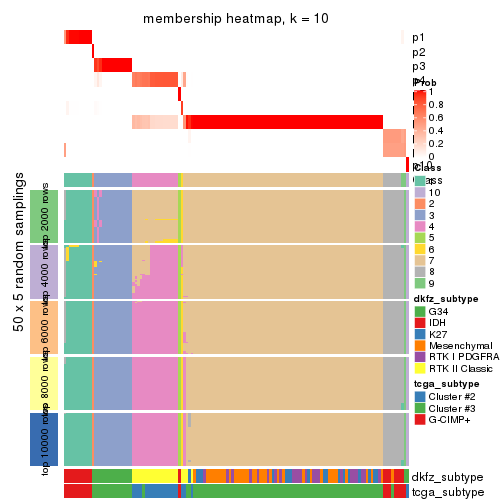 membership heatmap, k = 10
p1
p2
p3
p4
p10
Prob
1
0.8
0.6
0.4
0.2
0
Class
Class
1
10
2
3
4
5
6
7
8
9
dkfz_subtype
G34
IDH
K27
Mesenchymal
RTK I PDGFRA
RTK II Classic
tcga_subtype
Cluster #2
Cluster #3
G-CIMP+
50 x 5 random samplings
top 2000 rows
top 4000 rows
top 6000 rows
top 8000 rows
top 10000 rows
dkfz_subtype
tcga_subtype